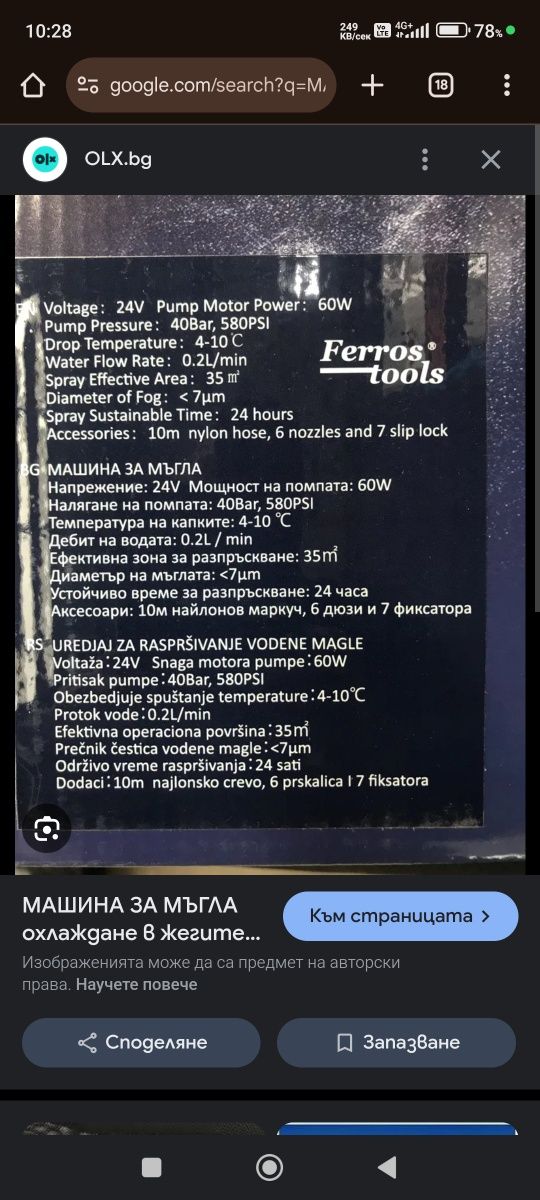 10:28
249
KB/сек
Vo
LTE
4G+
78%
google.com/search?q=M
18
olx
OLX.bg
EN Voltage: 24V Pump Motor Power: 60W
Pump Pressure: 40Bar, 580PSI
Drop Temperature: 4-10℃
Water Flow Rate: 0.2L/min
Spray Effective Area: 35㎡
Diameter of Fog: <7μm
Spray Sustainable Time: 24 hours
Accessories: 10m nylon hose, 6 nozzles and 7 slip lock
Ferros®
tools
BG МАШИНА ЗА МЪГЛА
Напрежение: 24V Мощност на помпата: 60W
Налягане на помпата: 40Bar, 580PSI
Температура на капките: 4-10 ℃
Дебит на водата: 0.2L / min
Ефективна зона за разпръскване: 35㎡
Диаметър на мъглата: <7μm
Устойчиво време за разпръскване: 24 часа
Аксесоари: 10м найлонов маркуч, 6 дюзи и 7 фиксатора
RS UREDJAJ ZA RASPRŠIVANJE VODENE MAGLE
Voltaža:24V Snaga motora pumpe:60W
Pritisak pumpe:40Bar, 580PSI
Obezbedjuje spuštanje temperature:4-10℃
Protok vode:0.2L/min
Efektivna operaciona površina:35㎡
Prečnik čestica vodene magle:<7μm
Održivo vreme raspršivanja:24 sati
Dodaci:10m najlonsko crevo, 6 prskalica I 7 fiksatora
МАШИНА ЗА МЪГЛА
охлаждане в жегите...
Към страницата
Изображенията може да са предмет на авторски
права. Научете повече
Споделяне
Запазване